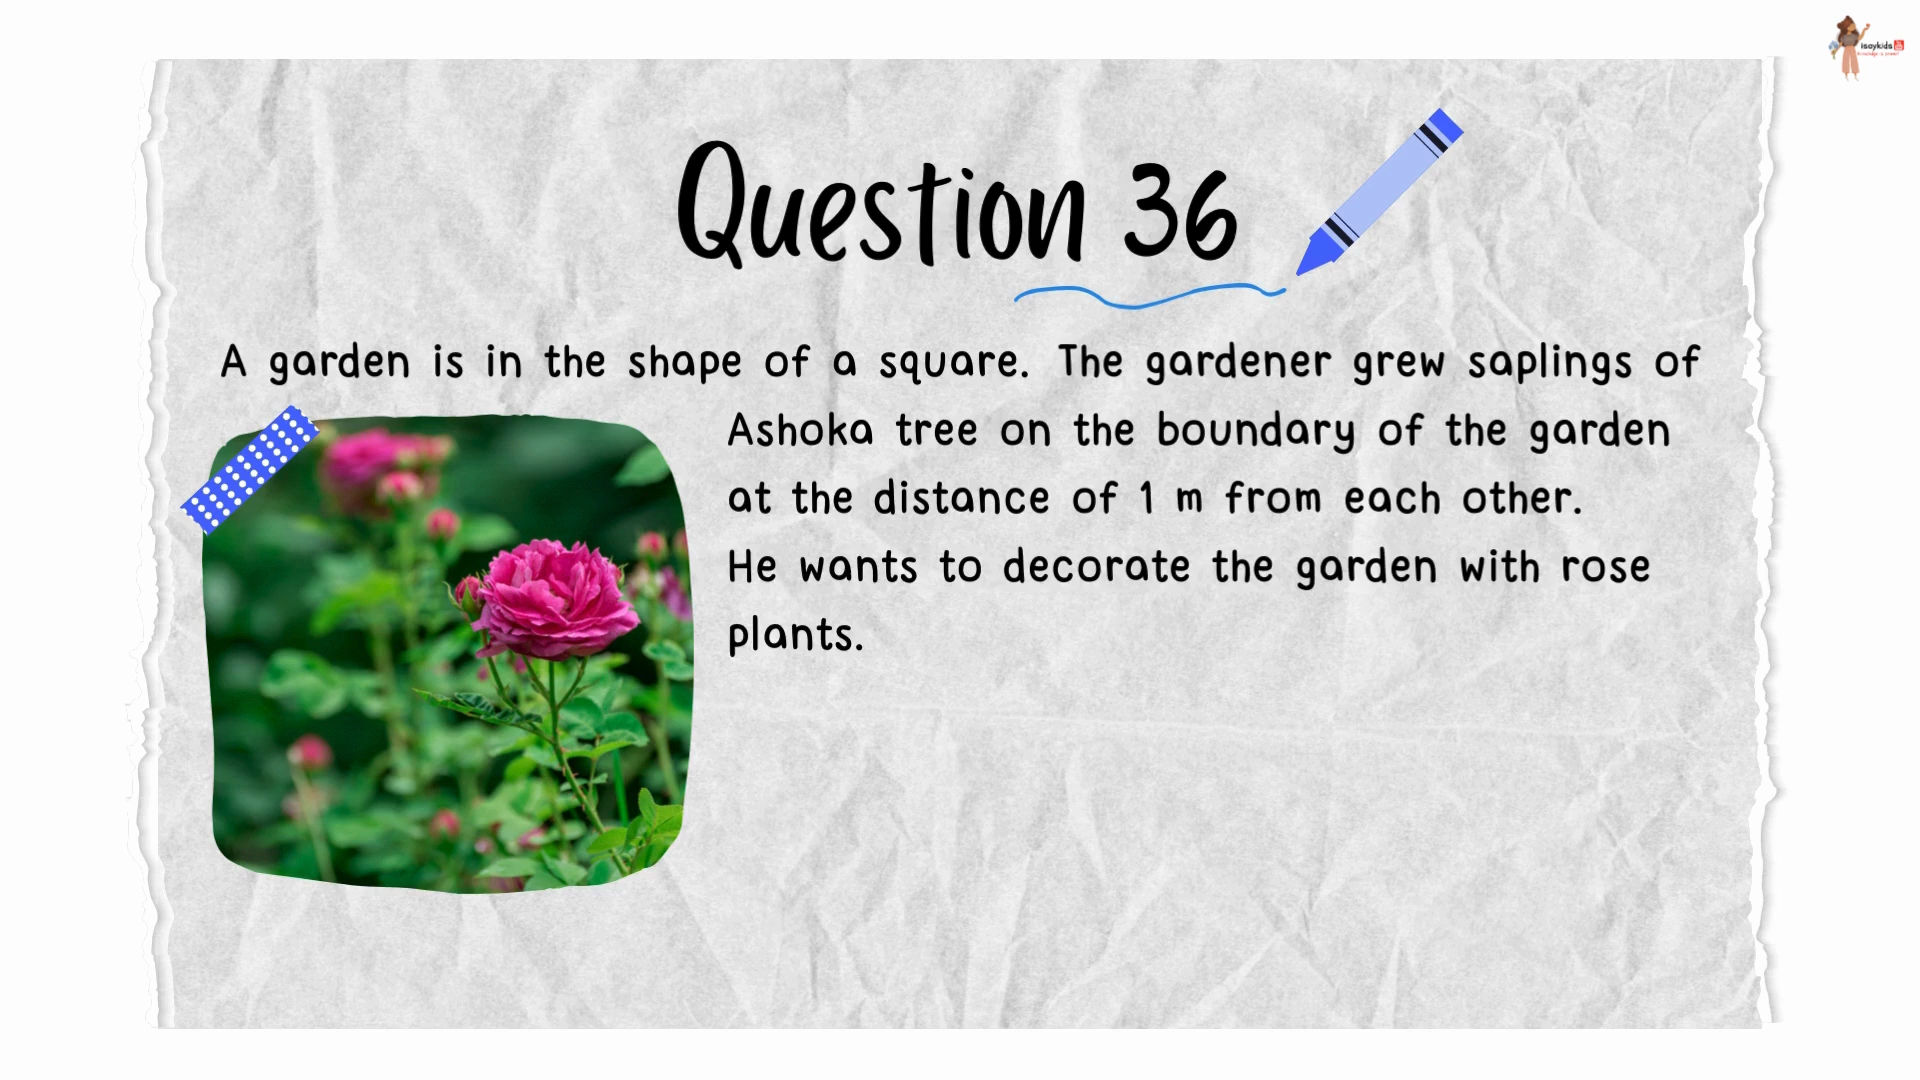 isaykids
Question 36
A garden is in the shape of a square. The gardener grew saplings of
Ashoka tree on the boundary of the garden
at the distance of 1 m from each other.
He wants to decorate the garden with rose
plants.